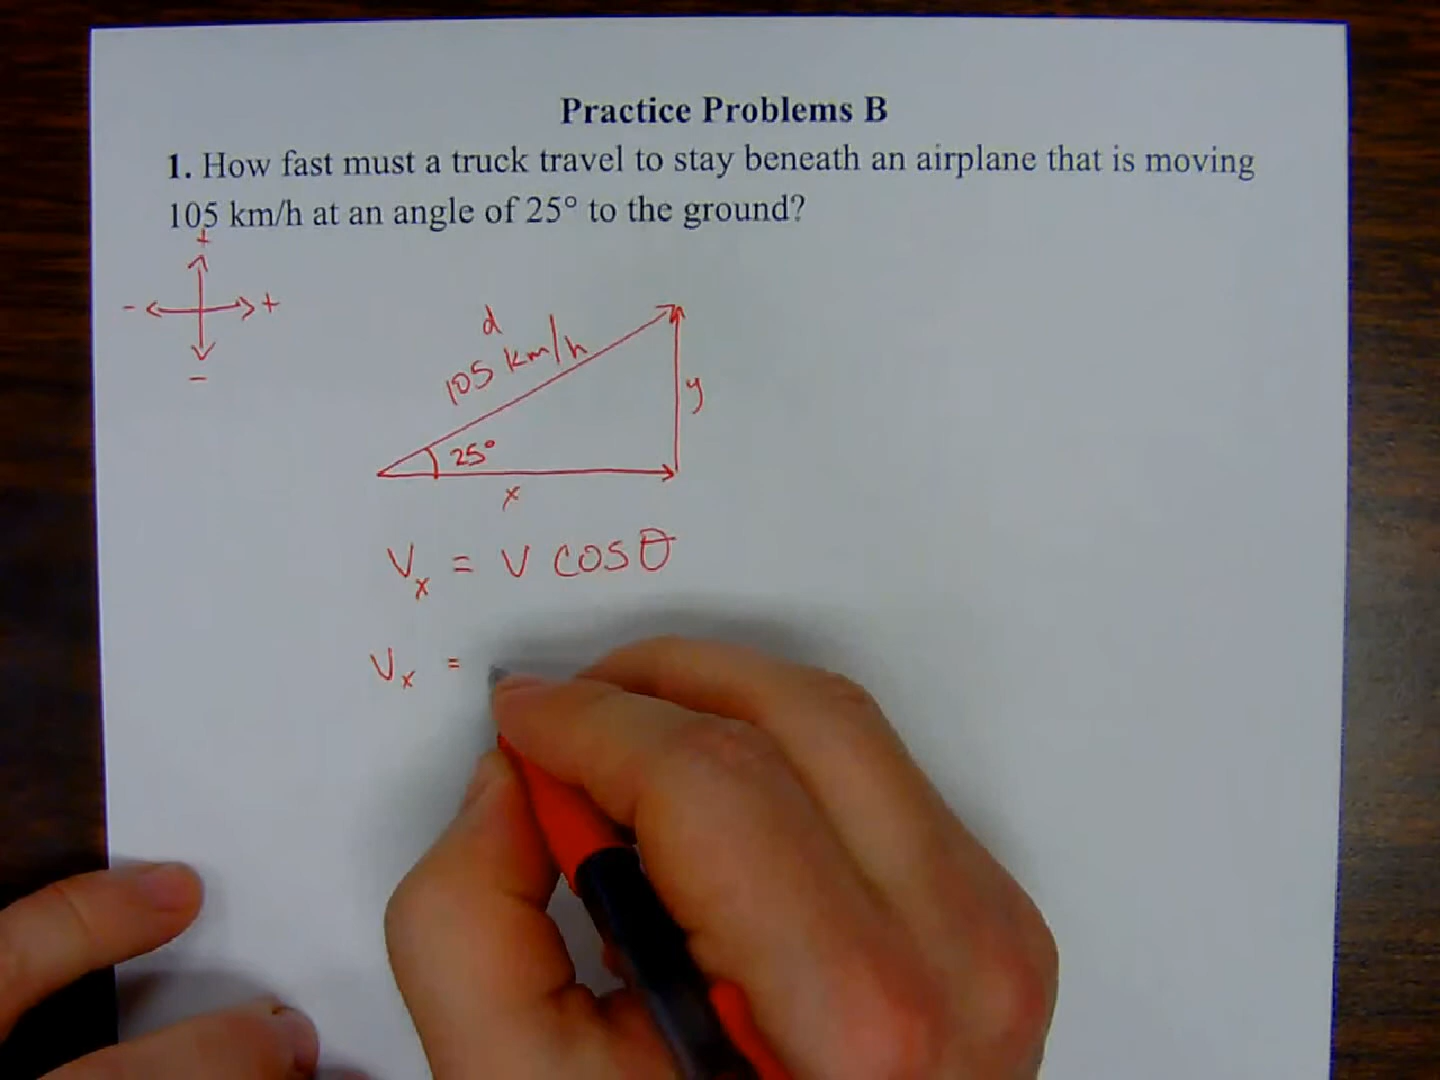 Practice Problems B
1. How fast must a truck travel to stay beneath an airplane that is moving
105 km/h at an angle of 25° to the ground?
+
- +
-
d
105 km/h
y
25°
x
Vx = V cosθ
Vx =